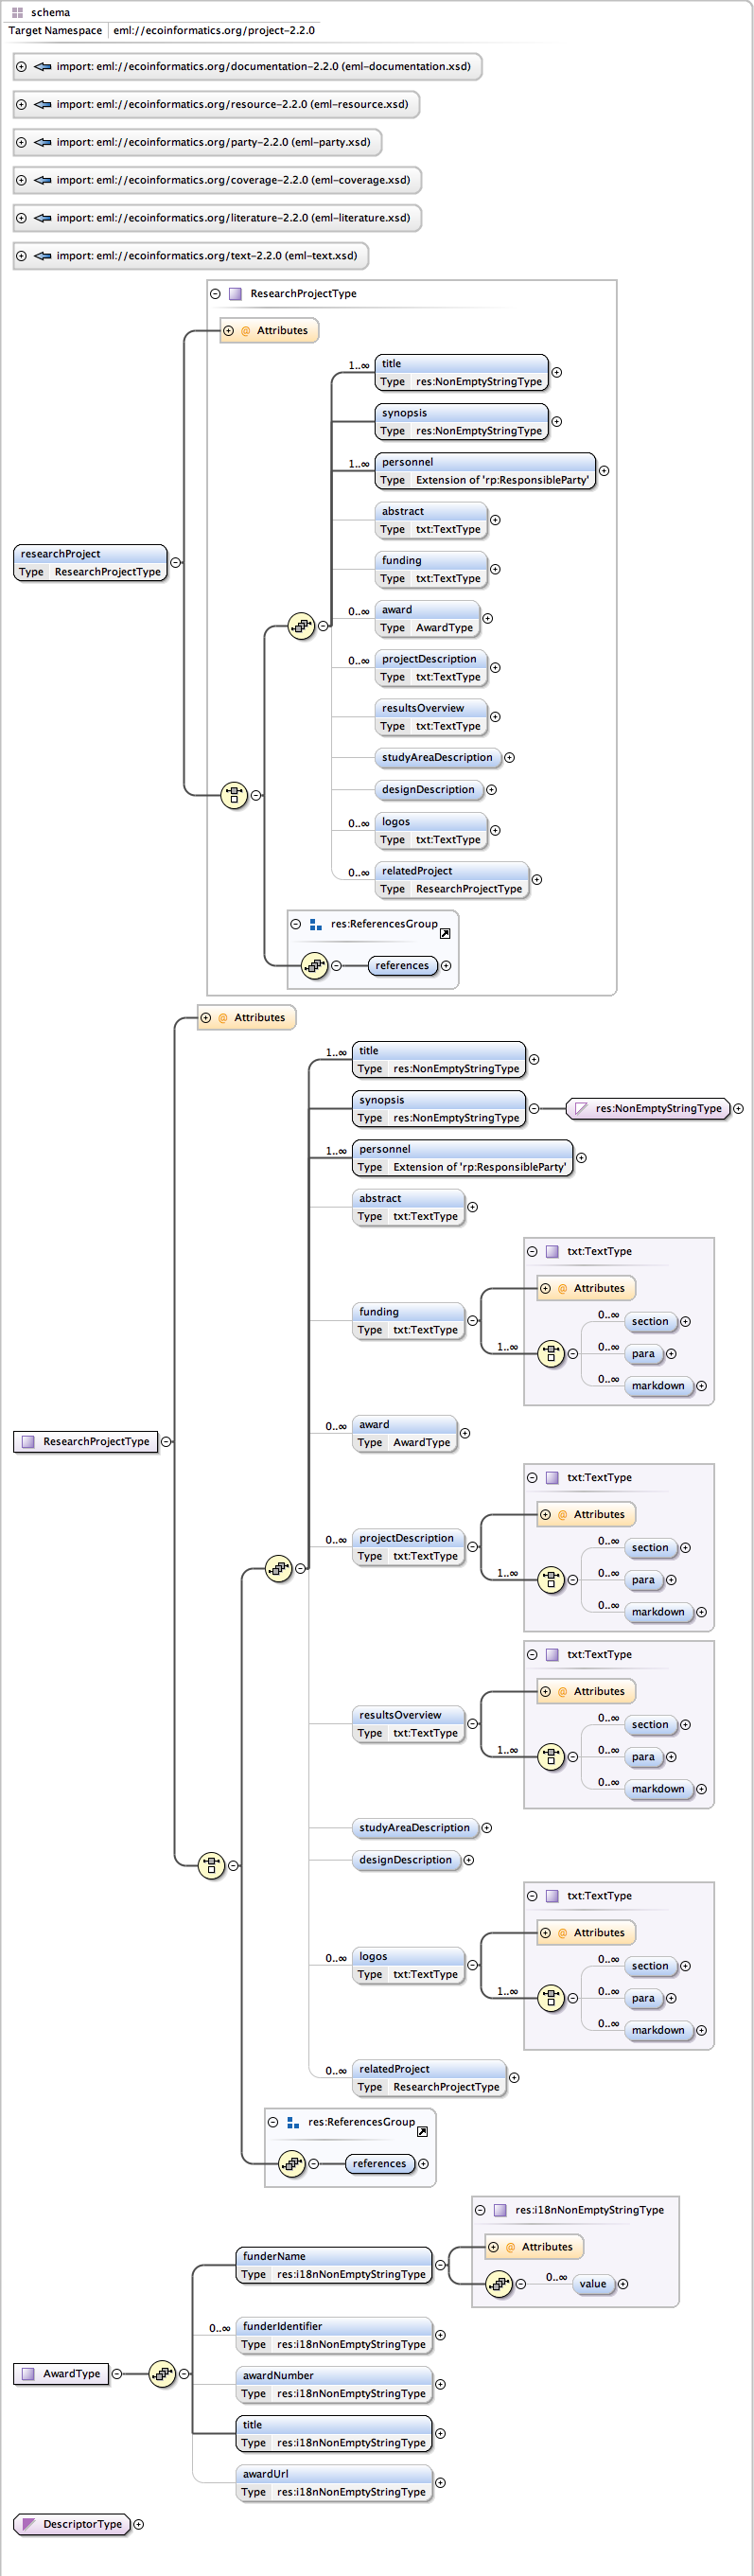 schema
Target Namespace eml://ecoinformatics.org/project-2.2.0
import: eml://ecoinformatics.org/documentation-2.2.0 (eml-documentation.xsd)
import: eml://ecoinformatics.org/resource-2.2.0 (eml-resource.xsd)
import: eml://ecoinformatics.org/party-2.2.0 (eml-party.xsd)
import: eml://ecoinformatics.org/coverage-2.2.0 (eml-coverage.xsd)
import: eml://ecoinformatics.org/literature-2.2.0 (eml-literature.xsd)
import: eml://ecoinformatics.org/text-2.2.0 (eml-text.xsd)
ResearchProjectType
@ Attributes
1..∞ title
Type res:NonEmptyStringType
synopsis
Type res:NonEmptyStringType
1..∞ personnel
Type Extension of 'rp:ResponsibleParty'
abstract
Type txt:TextType
researchProject
Type ResearchProjectType
funding
Type txt:TextType
0..∞ award
Type AwardType
0..∞ projectDescription
Type txt:TextType
resultsOverview
Type txt:TextType
studyAreaDescription
designDescription
0..∞ logos
Type txt:TextType
0..∞ relatedProject
Type ResearchProjectType
res:ReferencesGroup
references
@ Attributes
1..∞ title
Type res:NonEmptyStringType
synopsis
Type res:NonEmptyStringType
res:NonEmptyStringType
1..∞ personnel
Type Extension of 'rp:ResponsibleParty'
abstract
Type txt:TextType
txt:TextType
@ Attributes
funding
Type txt:TextType
0..∞ section
1..∞
0..∞ para
0..∞ markdown
0..∞ award
Type AwardType
ResearchProjectType
txt:TextType
@ Attributes
0..∞ projectDescription
Type txt:TextType
0..∞ section
1..∞
0..∞ para
0..∞ markdown
txt:TextType
@ Attributes
resultsOverview
Type txt:TextType
0..∞ section
1..∞
0..∞ para
0..∞ markdown
studyAreaDescription
designDescription
txt:TextType
@ Attributes
0..∞ logos
Type txt:TextType
0..∞ section
1..∞
0..∞ para
0..∞ markdown
0..∞ relatedProject
Type ResearchProjectType
res:ReferencesGroup
references
res:i18nNonEmptyStringType
@ Attributes
funderName
Type res:i18nNonEmptyStringType
0..∞ value
0..∞ funderIdentifier
Type res:i18nNonEmptyStringType
AwardType
awardNumber
Type res:i18nNonEmptyStringType
title
Type res:i18nNonEmptyStringType
awardUrl
Type res:i18nNonEmptyStringType
DescriptorType